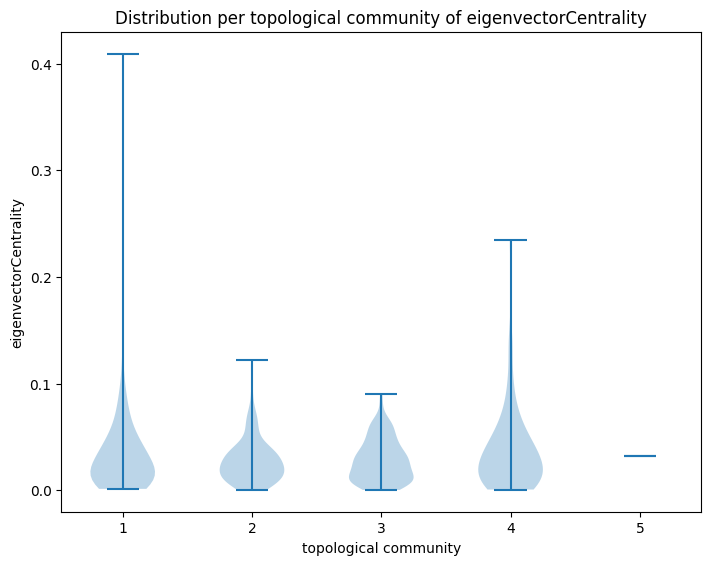 Distribution per topological community of eigenvectorCentrality
eigenvectorCentrality
0.4
0.3
0.2
0.1
0.0
1 2 3 4 5
topological community